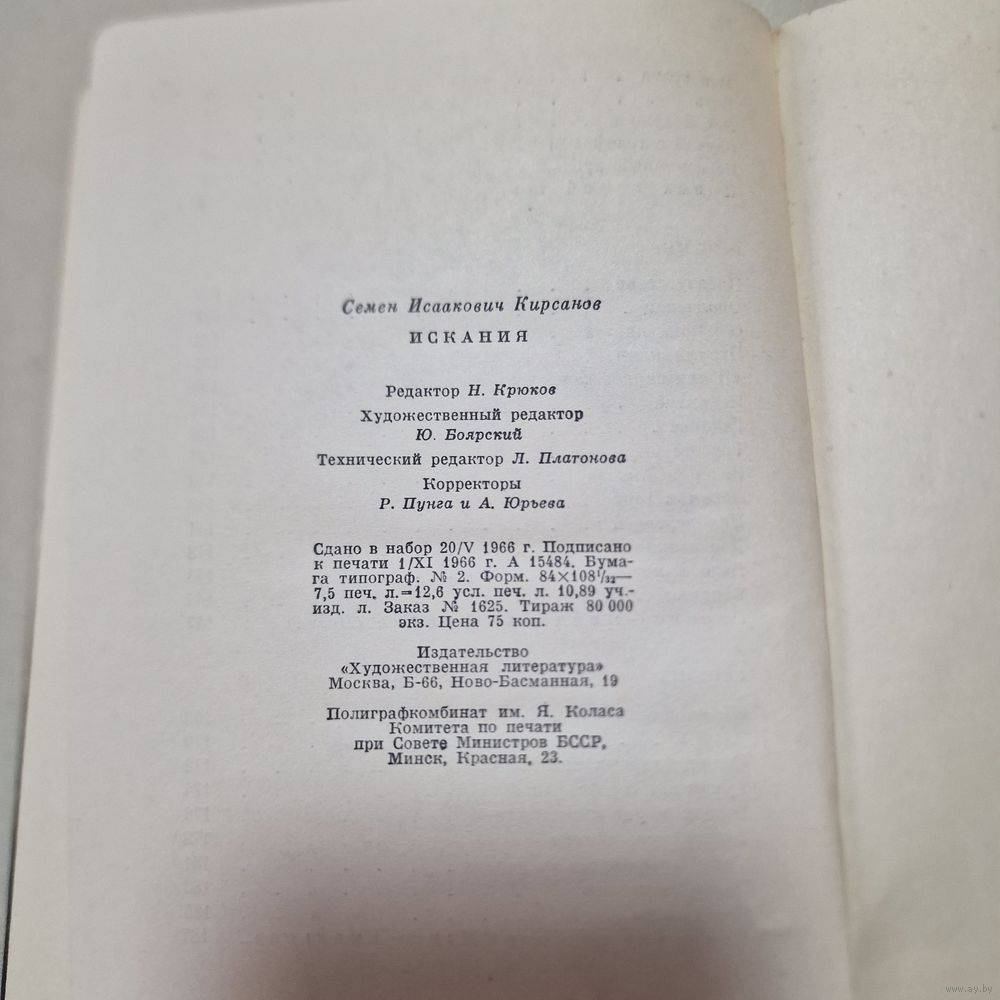 Семен Исаакович Кирсанов
ИСКАНИЯ
Редактор Н. Крюков
Художественный редактор
Ю. Боярский
Технический редактор Л. Платонова
Корректоры
Р. Пунга и А. Юрьева
Сдано в набор 20/V 1966 г. Подписано
к печати 1/XI 1966 г. А 15484. Бума-
га типограф. № 2. Форм. 84×108¹/₃₂—
7,5 печ. л.=12,6 усл. печ. л. 10,89 уч.-
изд. л. Заказ № 1625. Тираж 80 000
экз. Цена 75 коп.
Издательство
«Художественная литература»
Москва, Б-66, Ново-Басманная, 19
Полиграфкомбинат им. Я. Коласа
Комитета по печати
при Совете Министров БССР,
Минск, Красная, 23.
www.ay.by